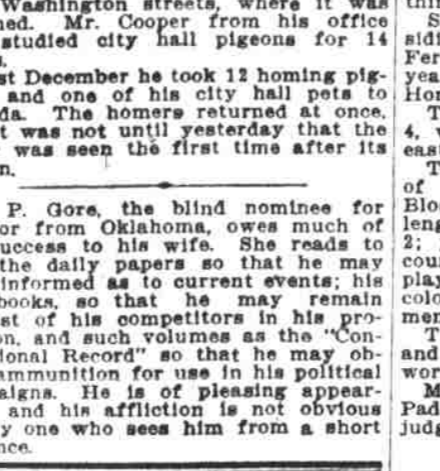 Washington streets, where it was
ned. Mr. Cooper from his office
studied city hall pigeons for 14
s.
st December he took 12 homing pig-
and one of his city hall pets to
da. The homers returned at once,
t was not until yesterday that the
was seen the first time after its
n.
P. Gore, the blind nominee for
or from Oklahoma, owes much of
uccess to his wife. She reads to
the daily papers so that he may
informed as to current events; his
books, so that he may remain
st of his competitors in his pro-
on, and such volumes as the "Con-
ional Record" so that he may ob-
ammunition for use in his political
aigns. He is of pleasing appear-
and his affliction is not obvious
y one who sees him from a short
nce.
thin
S
sidi
Fer
yea
Hon
T
4, v
east
T
of
Blo
leng
2;
cou
play
colo
men
T
and
wor
M
Pad
judg